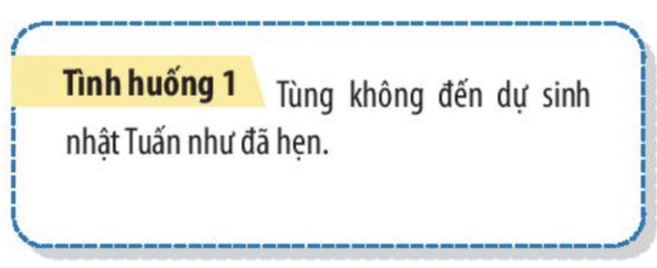 Tình huống 1 Tùng không đến dự sinh
nhật Tuấn như đã hẹn.